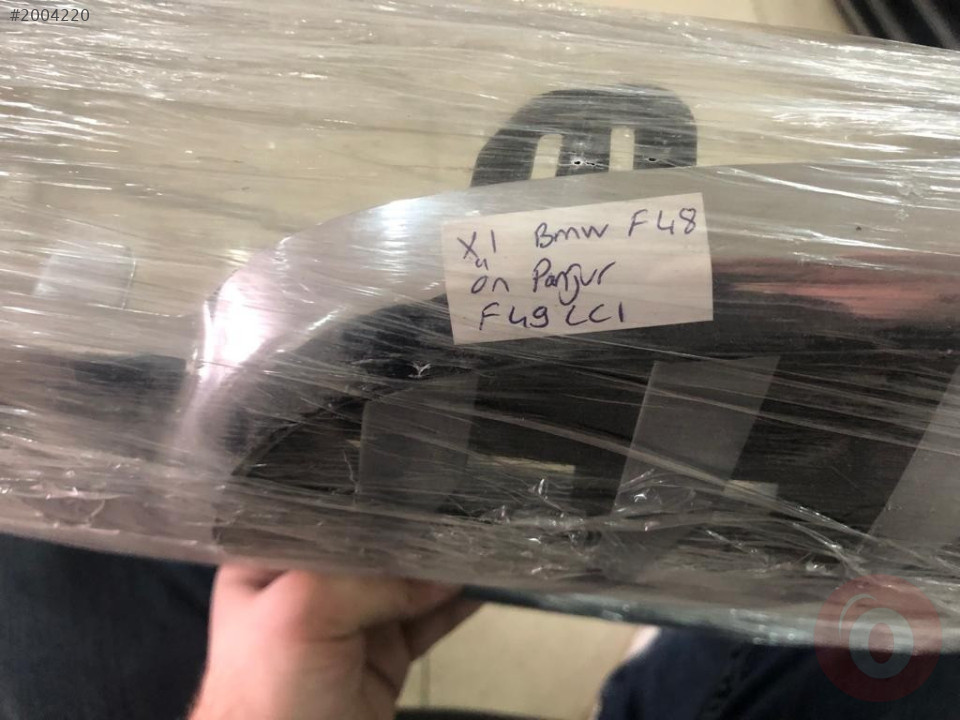 #2004220
X1 Bmw F48
ön Panjur
F49 LCI